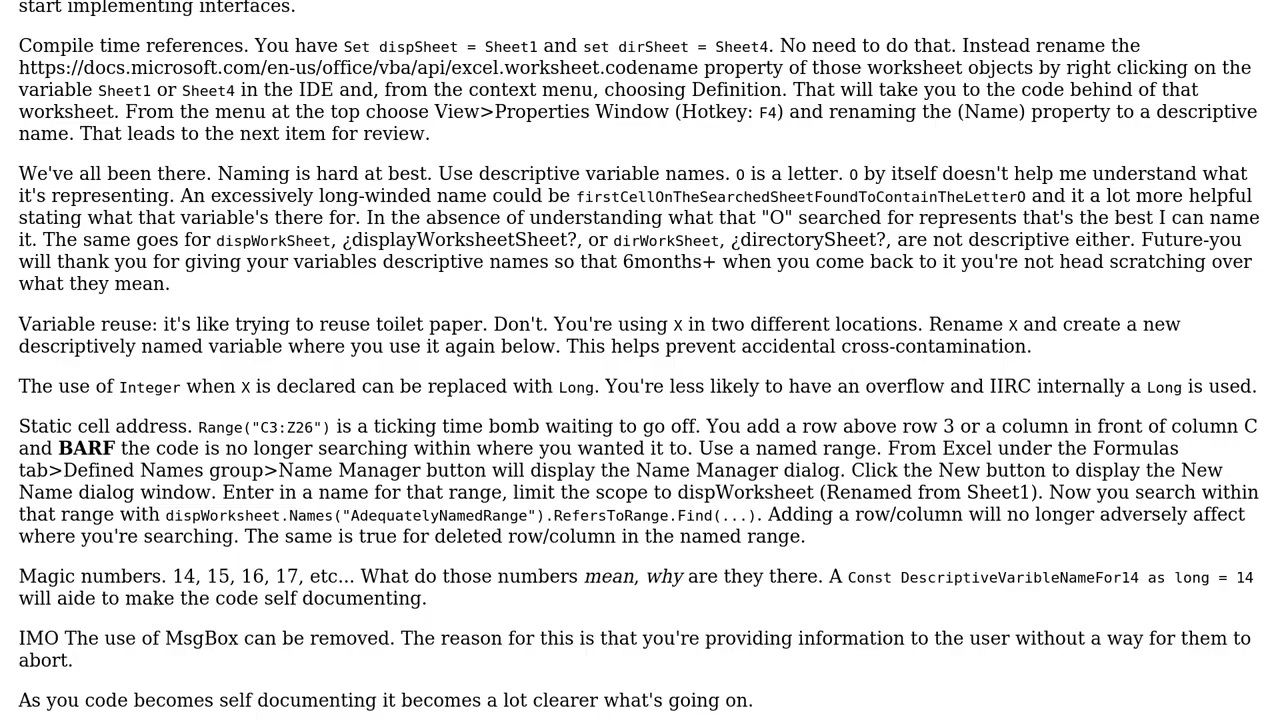 start implementing interfaces.
Compile time references. You have Set dispSheet = Sheet1 and set dirSheet = Sheet4. No need to do that. Instead rename the
https://docs.microsoft.com/en-us/office/vba/api/excel.worksheet.codename property of those worksheet objects by right clicking on the
variable Sheet1 or Sheet4 in the IDE and, from the context menu, choosing Definition. That will take you to the code behind of that
worksheet. From the menu at the top choose View>Properties Window (Hotkey: F4) and renaming the (Name) property to a descriptive
name. That leads to the next item for review.
We've all been there. Naming is hard at best. Use descriptive variable names. O is a letter. O by itself doesn't help me understand what
it's representing. An excessively long-winded name could be firstCellOnTheSearchedSheetFoundToContainTheLetterO and it a lot more helpful
stating what that variable's there for. In the absence of understanding what that "O" searched for represents that's the best I can name
it. The same goes for dispWorkSheet, ¿displayWorksheetSheet?, or dirWorkSheet, ¿directorySheet?, are not descriptive either. Future-you
will thank you for giving your variables descriptive names so that 6months+ when you come back to it you're not head scratching over
what they mean.
Variable reuse: it's like trying to reuse toilet paper. Don't. You're using X in two different locations. Rename X and create a new
descriptively named variable where you use it again below. This helps prevent accidental cross-contamination.
The use of Integer when X is declared can be replaced with Long. You're less likely to have an overflow and IIRC internally a Long is used.
Static cell address. Range("C3:Z26") is a ticking time bomb waiting to go off. You add a row above row 3 or a column in front of column C
and BARF the code is no longer searching within where you wanted it to. Use a named range. From Excel under the Formulas
tab>Defined Names group>Name Manager button will display the Name Manager dialog. Click the New button to display the New
Name dialog window. Enter in a name for that range, limit the scope to dispWorksheet (Renamed from Sheet1). Now you search within
that range with dispWorksheet.Names("AdequatelyNamedRange").RefersToRange.Find(...). Adding a row/column will no longer adversely affect
where you're searching. The same is true for deleted row/column in the named range.
Magic numbers. 14, 15, 16, 17, etc... What do those numbers mean, why are they there. A Const DescriptiveVaribleNameFor14 as long = 14
will aide to make the code self documenting.
IMO The use of MsgBox can be removed. The reason for this is that you're providing information to the user without a way for them to
abort.
As you code becomes self documenting it becomes a lot clearer what's going on.